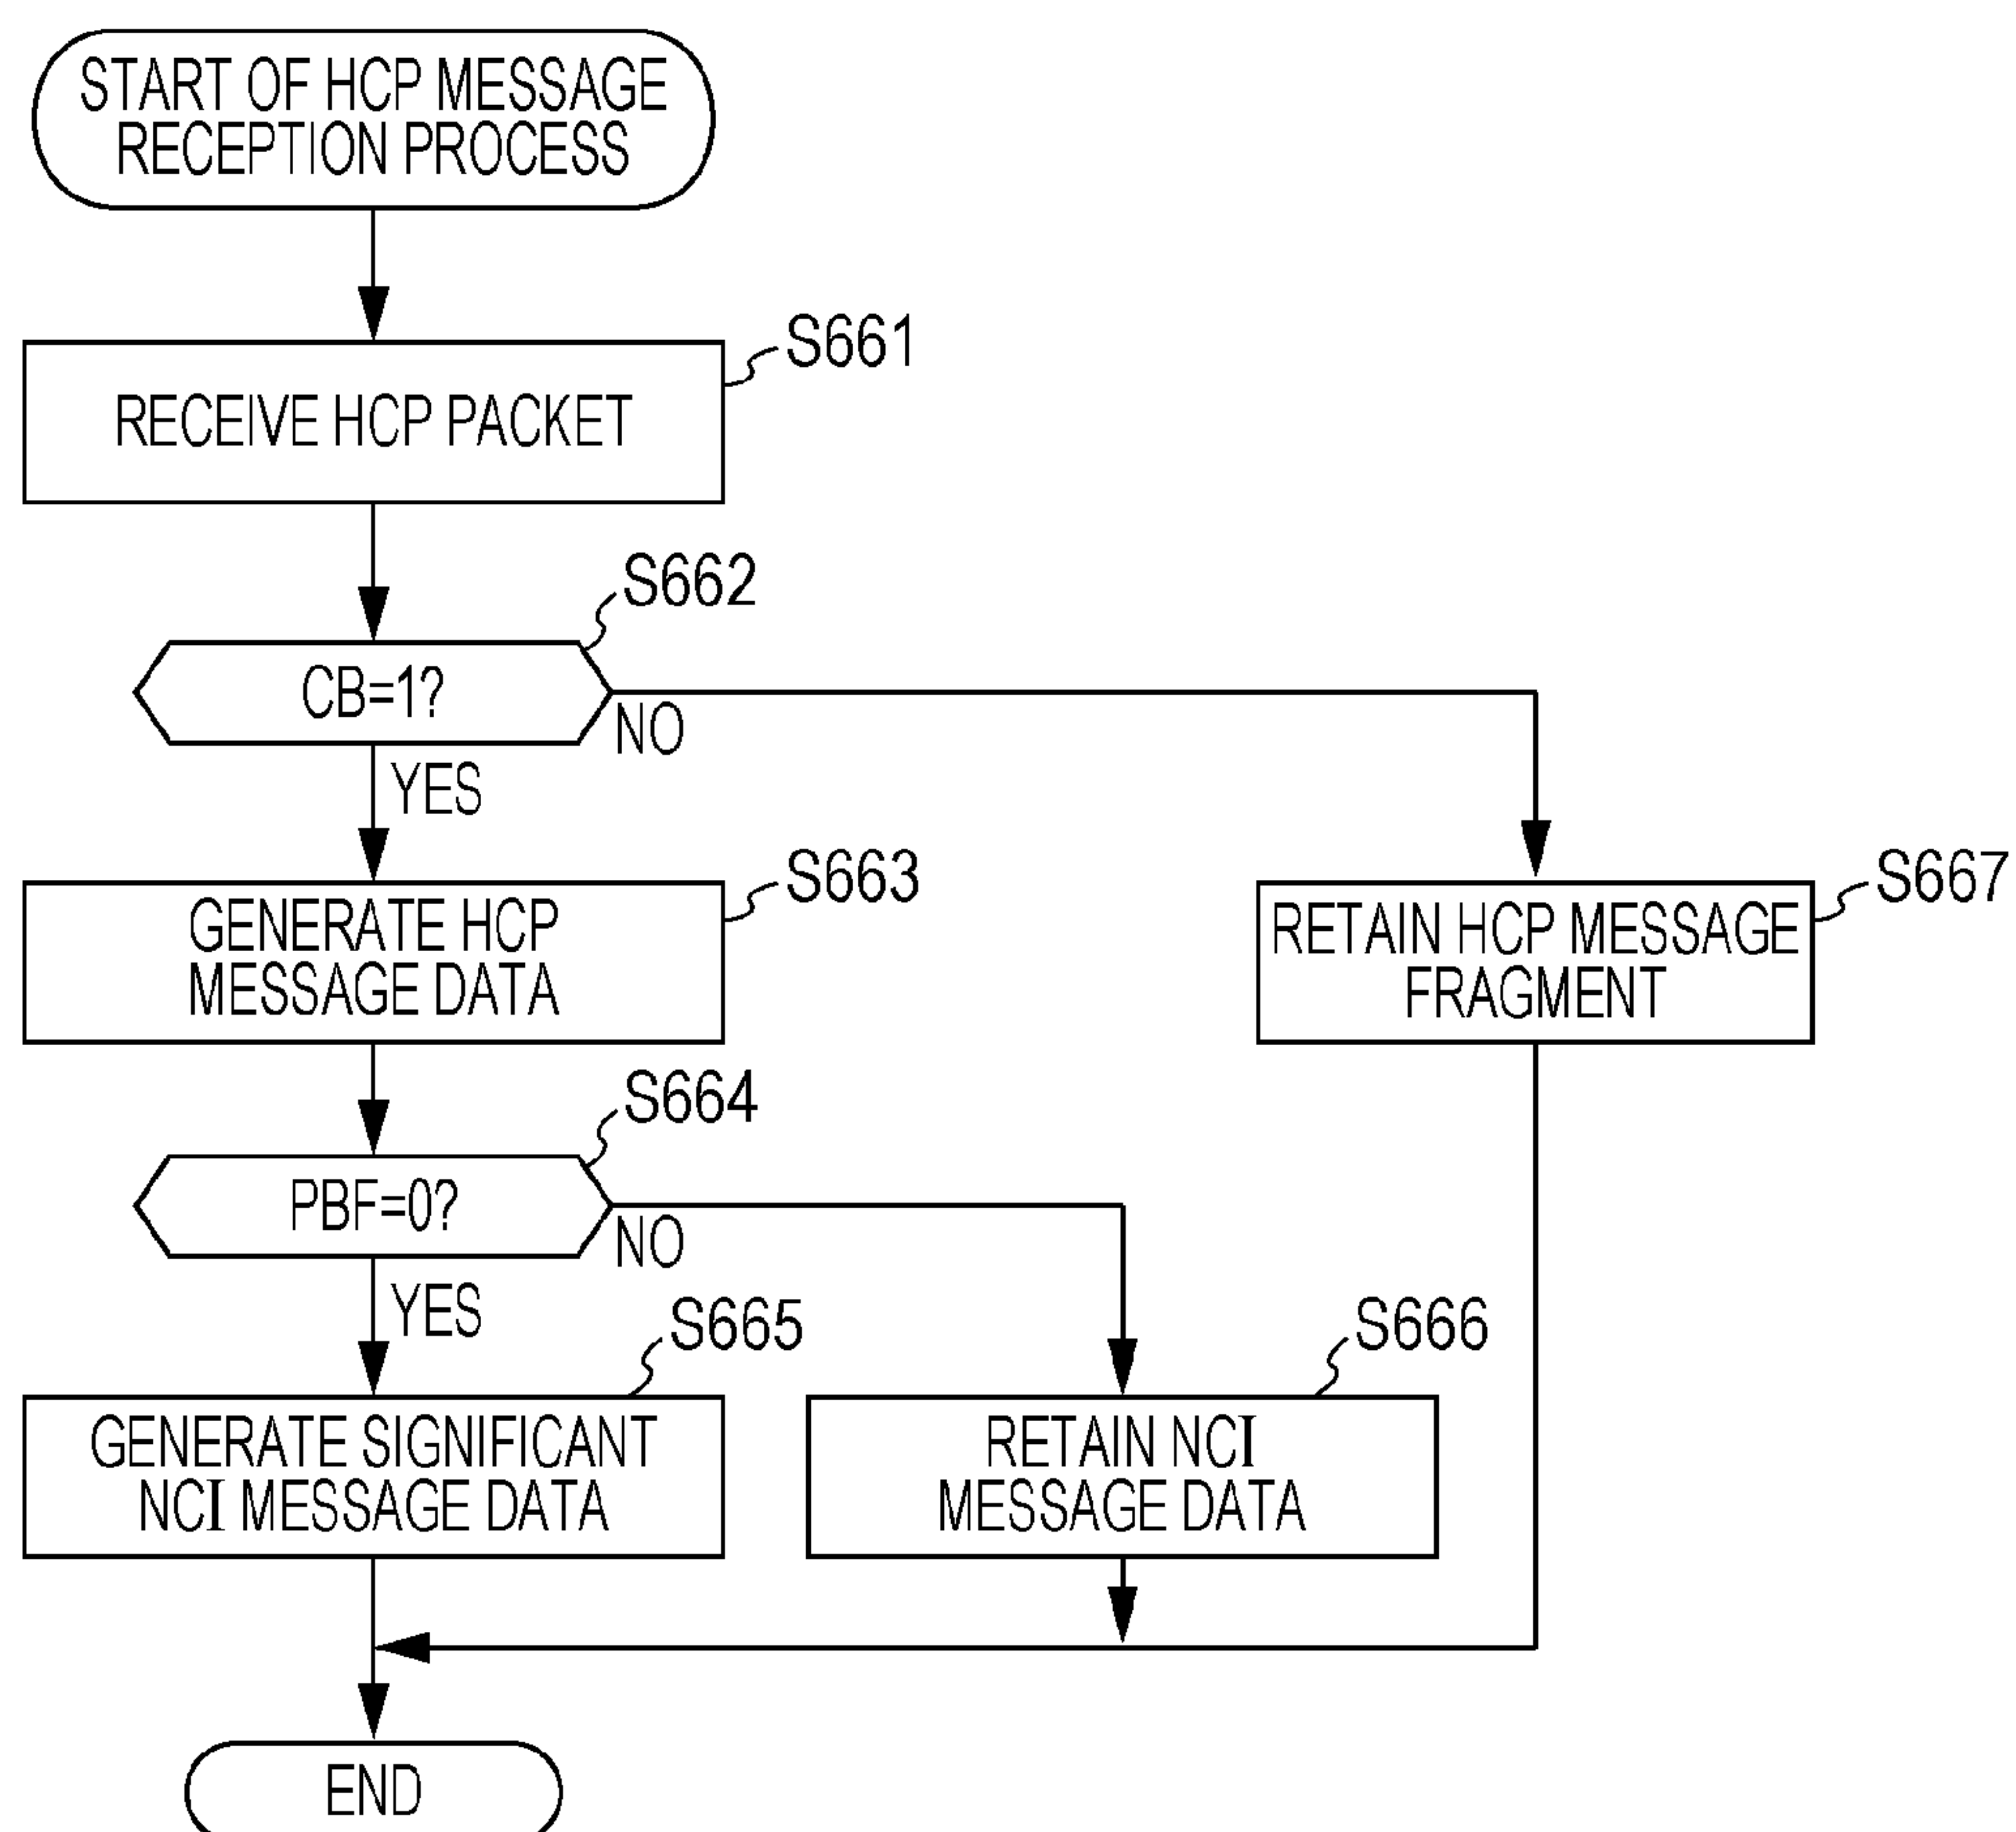 START OF HCP MESSAGE
RECEPTION PROCESS
S661
RECEIVE HCP PACKET
S662
CB=1?
NO
YES
S663
GENERATE HCP
MESSAGE DATA
S667
RETAIN HCP MESSAGE
FRAGMENT
S664
PBF=0?
NO
YES
S665
GENERATE SIGNIFICANT
NCI MESSAGE DATA
S666
RETAIN NCI
MESSAGE DATA
END